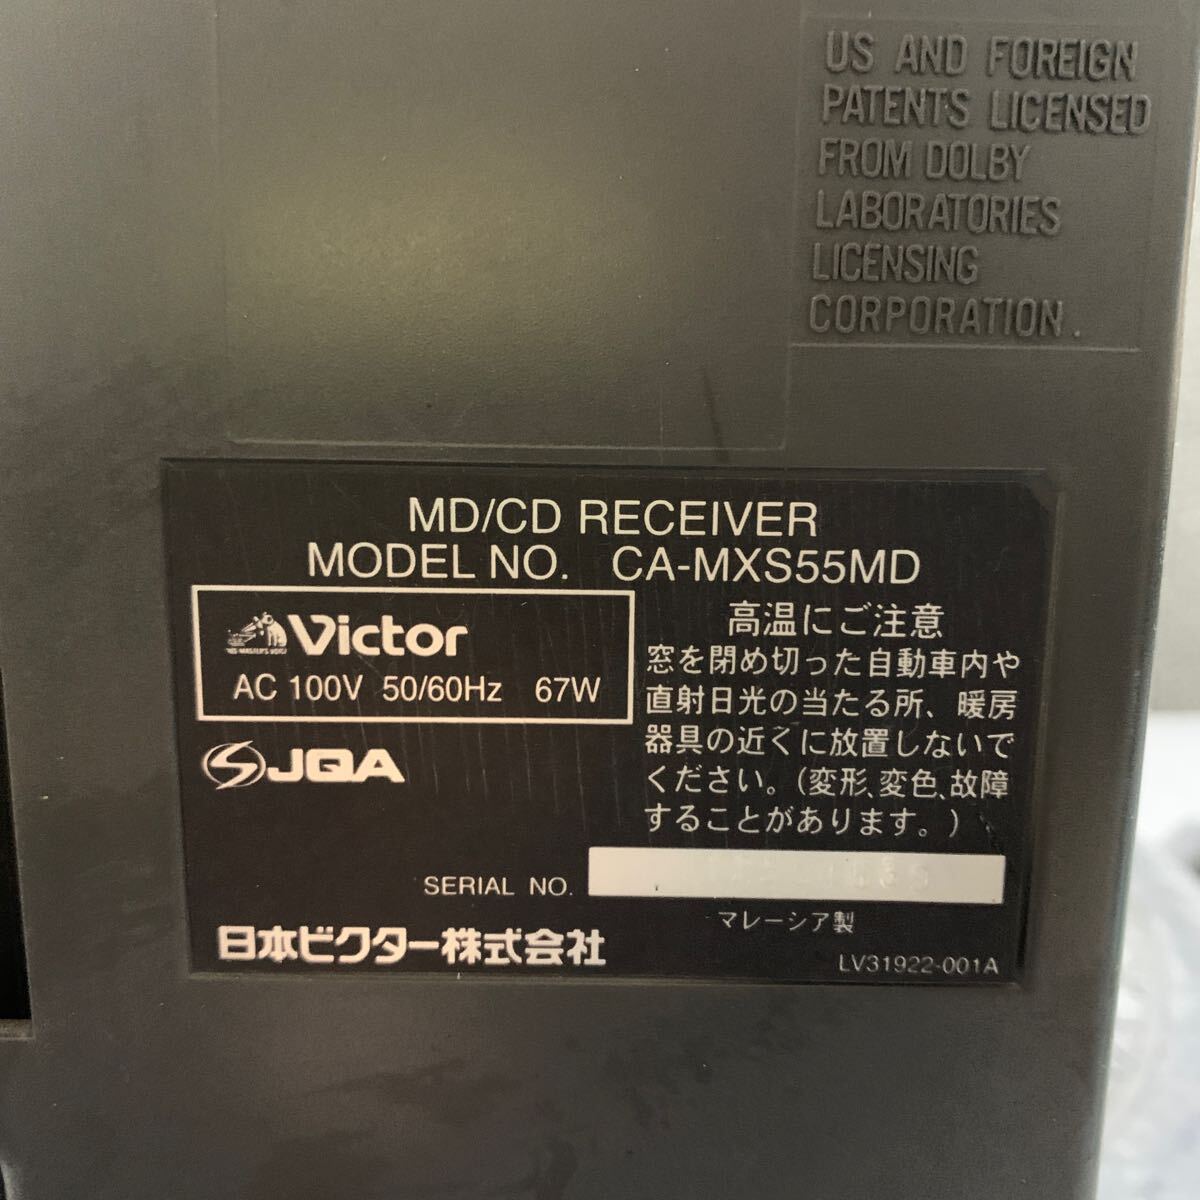 US AND FOREIGN
PATENTS LICENSED
FROM DOLBY
LABORATORIES
LICENSING
CORPORATION.
MD/CD RECEIVER
MODEL NO. CA-MXS55MD
"HIS MASTER'S VOICE"
Victor
AC 100V 50/60Hz 67W
JQA
高温にご注意
窓を閉め切った自動車内や
直射日光の当たる所、暖房
器具の近くに放置しないで
ください。(変形、変色、故障
することがあります。)
SERIAL NO.
マレーシア製
日本ビクター株式会社
LV31922-001A